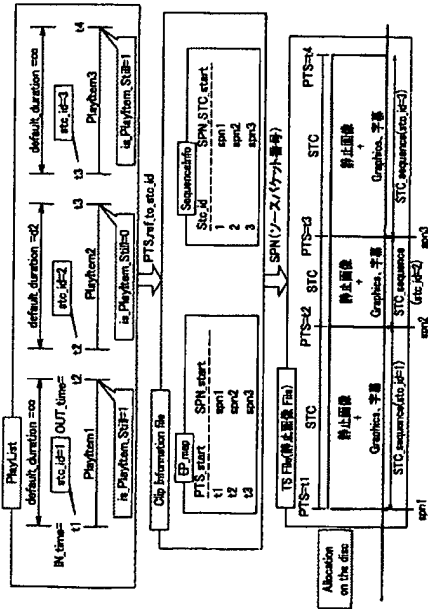 PlayList
default_duration =∞
default_duration =d2
default_duration =∞
IN_time=
OUT_time=
t1
stc_id=1
t2
t2
stc_id=2
t3
t3
stc_id=3
t4
PlayItem1
PlayItem2
PlayItem3
is_PlayItem_Still=1
is_PlayItem_Still=0
is_PlayItem_Still=1
PTS,ref_to_stc_id
Clip Information file
EP_map
PTS_start SPN_start
t1 spn1
t2 spn2
t3 spn3
SequenceInfo
Stc_id SPN_STC_start
1 spn1
2 spn2
3 spn3
SPN(ソースパケット番号)
TS File(静止画像 File)
PTS=t1
PTS=t2
PTS=t3
PTS=t4
STC
STC
STC
静止画像
+
Graphics、字幕
静止画像
+
Graphics、字幕
静止画像
+
Graphics、字幕
STC_sequence(stc_id=1)
STC_sequence
(stc_id=2)
STC_sequence(stc_id=3)
Allocation
on the disc
spn1
spn2
spn3